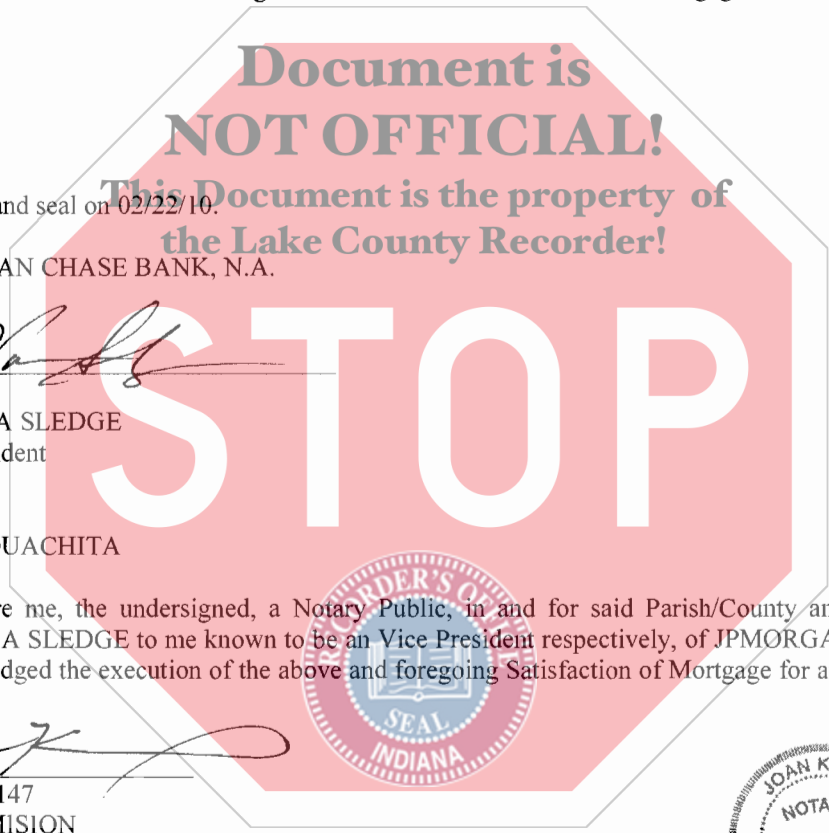 Document is
NOT OFFICIAL!
This Document is the property of
the Lake County Recorder!
and seal on 02/22/10.
AN CHASE BANK, N.A.
STOP
A SLEDGE
dent
OUACHITA
re me, the undersigned, a Notary Public, in and for said Parish/County an
A SLEDGE to me known to be an Vice President respectively, of JPMORGA
dged the execution of the above and foregoing Satisfaction of Mortgage for a
RECORDER'S OFFICE
SEAL
INDIANA
147
MISION
JOAN K
NOTA